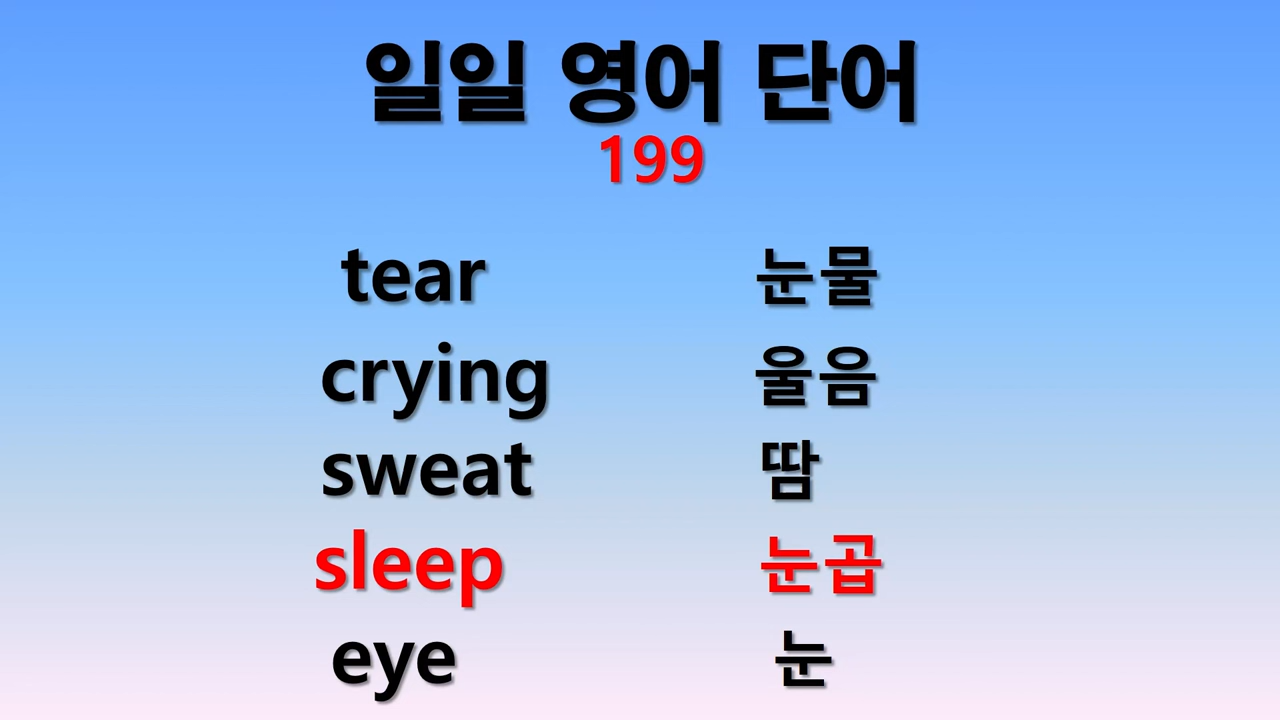 일일 영어 단어
199
tear 눈물
crying 울음
sweat 땀
sleep 눈곱
eye 눈